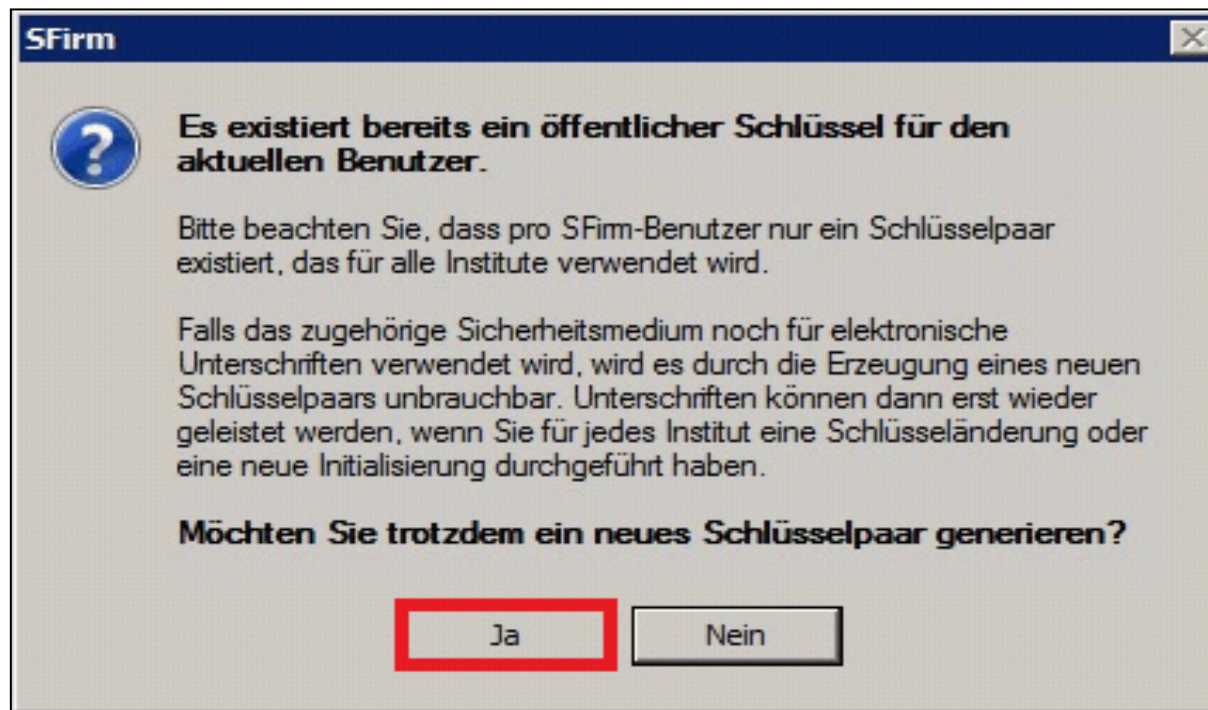 SFirm
Es existiert bereits ein öffentlicher Schlüssel für den
aktuellen Benutzer.
Bitte beachten Sie, dass pro SFirm-Benutzer nur ein Schlüsselpaar
existiert, das für alle Institute verwendet wird.
Falls das zugehörige Sicherheitsmedium noch für elektronische
Unterschriften verwendet wird, wird es durch die Erzeugung eines neuen
Schlüsselpaars unbrauchbar. Unterschriften können dann erst wieder
geleistet werden, wenn Sie für jedes Institut eine Schlüsseländerung oder
eine neue Initialisierung durchgeführt haben.
Möchten Sie trotzdem ein neues Schlüsselpaar generieren?
Ja Nein